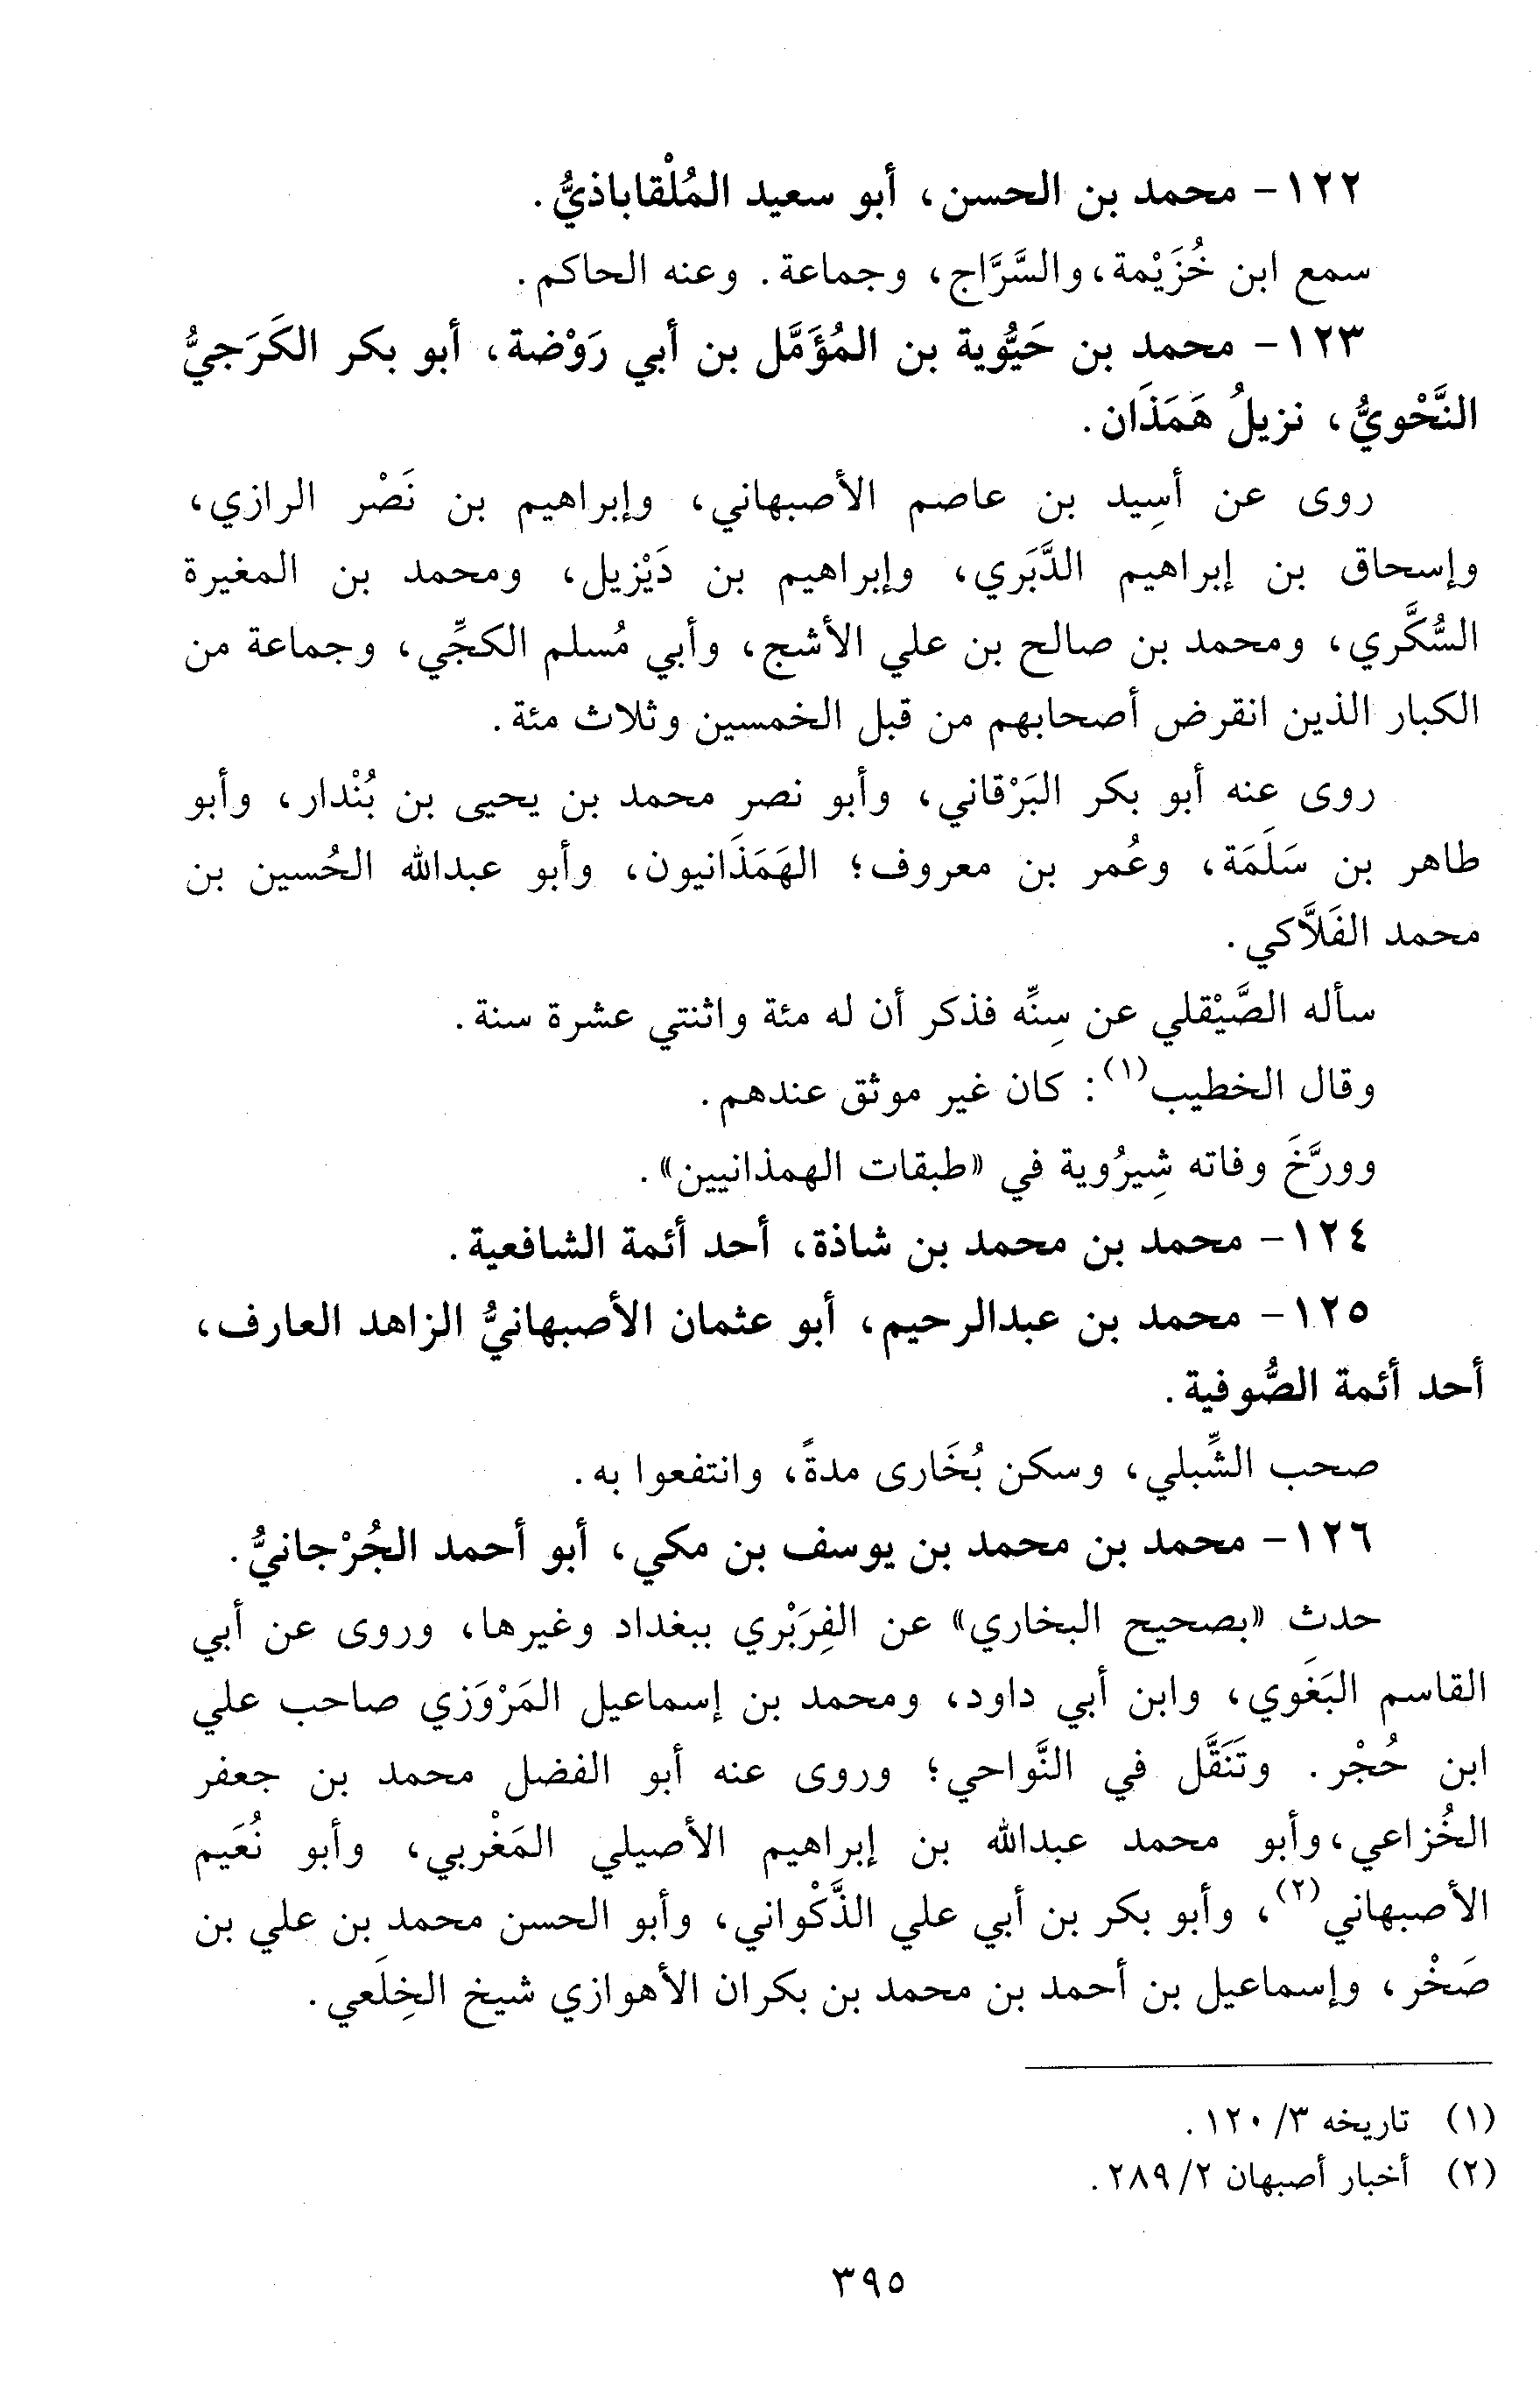 ١٢٢- محمد بن الحسن، أبو سعيد المُلْقاباذيُّ.
سمع ابن خُزَيْمة، والسَّرَّاج، وجماعة. وعنه الحاكم.
١٢٣- محمد بن حَيُّوية بن المُؤَمَّل بن أبي رَوْضة، أبو بكر الكَرَجيُّ
النَّحْويُّ، نزيلُ هَمَذَان.
روى عن أسِيد بن عاصم الأصبهاني، وإبراهيم بن نَصْر الرازي،
وإسحاق بن إبراهيم الدَّبَري، وإبراهيم بن دَيْزيل، ومحمد بن المغيرة
السُّكَّري، ومحمد بن صالح بن علي الأشج، وأبي مُسلم الكجِّي، وجماعة من
الكبار الذين انقرض أصحابهم من قبل الخمسين وثلاث مئة.
روى عنه أبو بكر البَرْقاني، وأبو نصر محمد بن يحيى بن بُنْدار، وأبو
طاهر بن سَلَمَة، وعُمر بن معروف؛ الهَمَذَانيون، وأبو عبدالله الحُسين بن
محمد الفَلاَّكي.
سأله الصَّيْقلي عن سِنِّه فذكر أن له مئة واثنتي عشرة سنة.
وقال الخطيب(١): كان غير موثق عندهم.
وورَّخَ وفاته شِيرُوية في «طبقات الهمذانيين».
١٢٤- محمد بن محمد بن شاذة، أحد أئمة الشافعية.
١٢٥- محمد بن عبدالرحيم، أبو عثمان الأصبهانيُّ الزاهد العارف،
أحد أئمة الصُّوفية.
صحب الشِّبلي، وسكن بُخَارى مدةً، وانتفعوا به.
١٢٦- محمد بن محمد بن يوسف بن مكي، أبو أحمد الجُرْجانيُّ.
حدث «بصحيح البخاري» عن الفِرَبْري ببغداد وغيرها، وروى عن أبي
القاسم البَغَوي، وابن أبي داود، ومحمد بن إسماعيل المَرْوَزي صاحب علي
ابن حُجْر. وتَنَقَّل في النَّواحي؛ وروى عنه أبو الفضل محمد بن جعفر
الخُزاعي، وأبو محمد عبدالله بن إبراهيم الأصيلي المَغْربي، وأبو نُعَيم
الأصبهاني(٢)، وأبو بكر بن أبي علي الذَّكْواني، وأبو الحسن محمد بن علي بن
صَخْر، وإسماعيل بن أحمد بن محمد بن بكران الأهوازي شيخ الخِلَعي.
(١) تاريخه ٣/ ١٢٠.
(٢) أخبار أصبهان ٢/ ٢٨٩.
٣٩٥